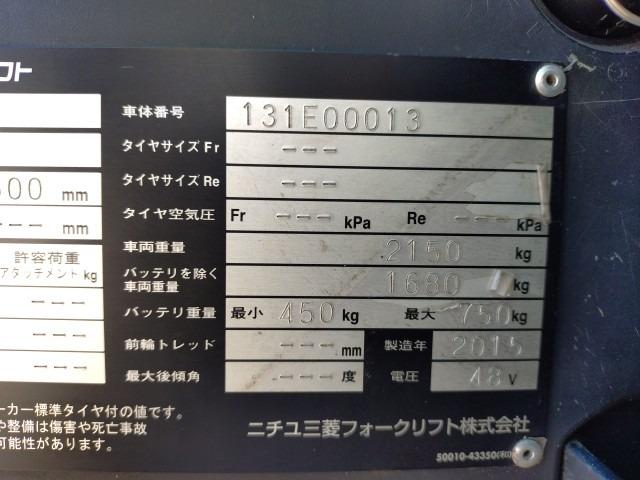 フト
車体番号 131E00013
タイヤサイズ Fr ---
タイヤサイズ Re ---
00 mm
タイヤ空気圧 Fr --- kPa Re --- kPa
--- mm
許容荷重
アタッチメント kg
車両重量 2150 kg
バッテリを除く
車両重量 1680 kg
---
バッテリ重量 最小 450 kg 最大 750 kg
---
前輪トレッド --- mm 製造年 2015
---
最大後傾角 --- 度 電圧 48 V
ーカー標準タイヤ付の値です。
や整備は傷害や死亡事故
可能性があります。
ニチユ三菱フォークリフト株式会社
50010-43350(和)